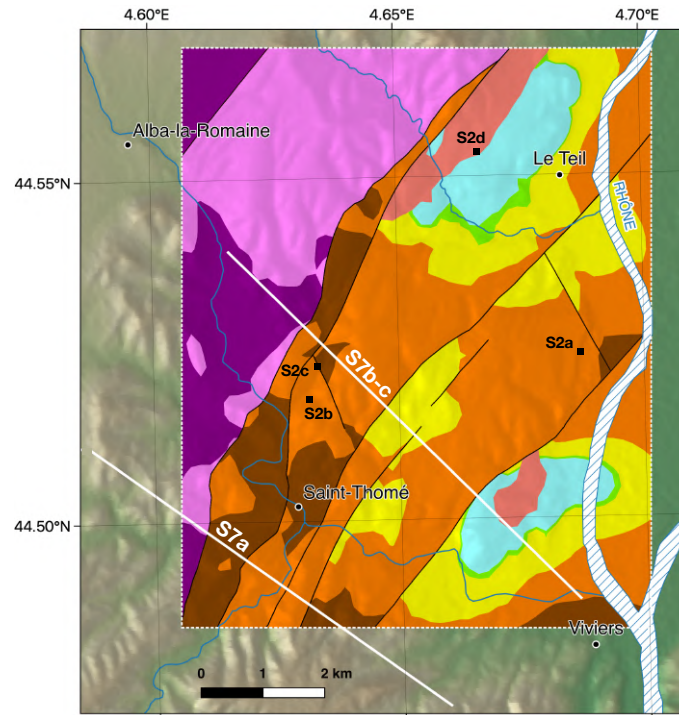 4.60°E
4.65°E
4.70°E
Alba-la-Romaine
S2d
Le Teil
44.55°N
RHÔNE
S2a
S7b-c
S2c
S2b
Saint-Thomé
44.50°N
S7a
Viviers
0 1 2 km